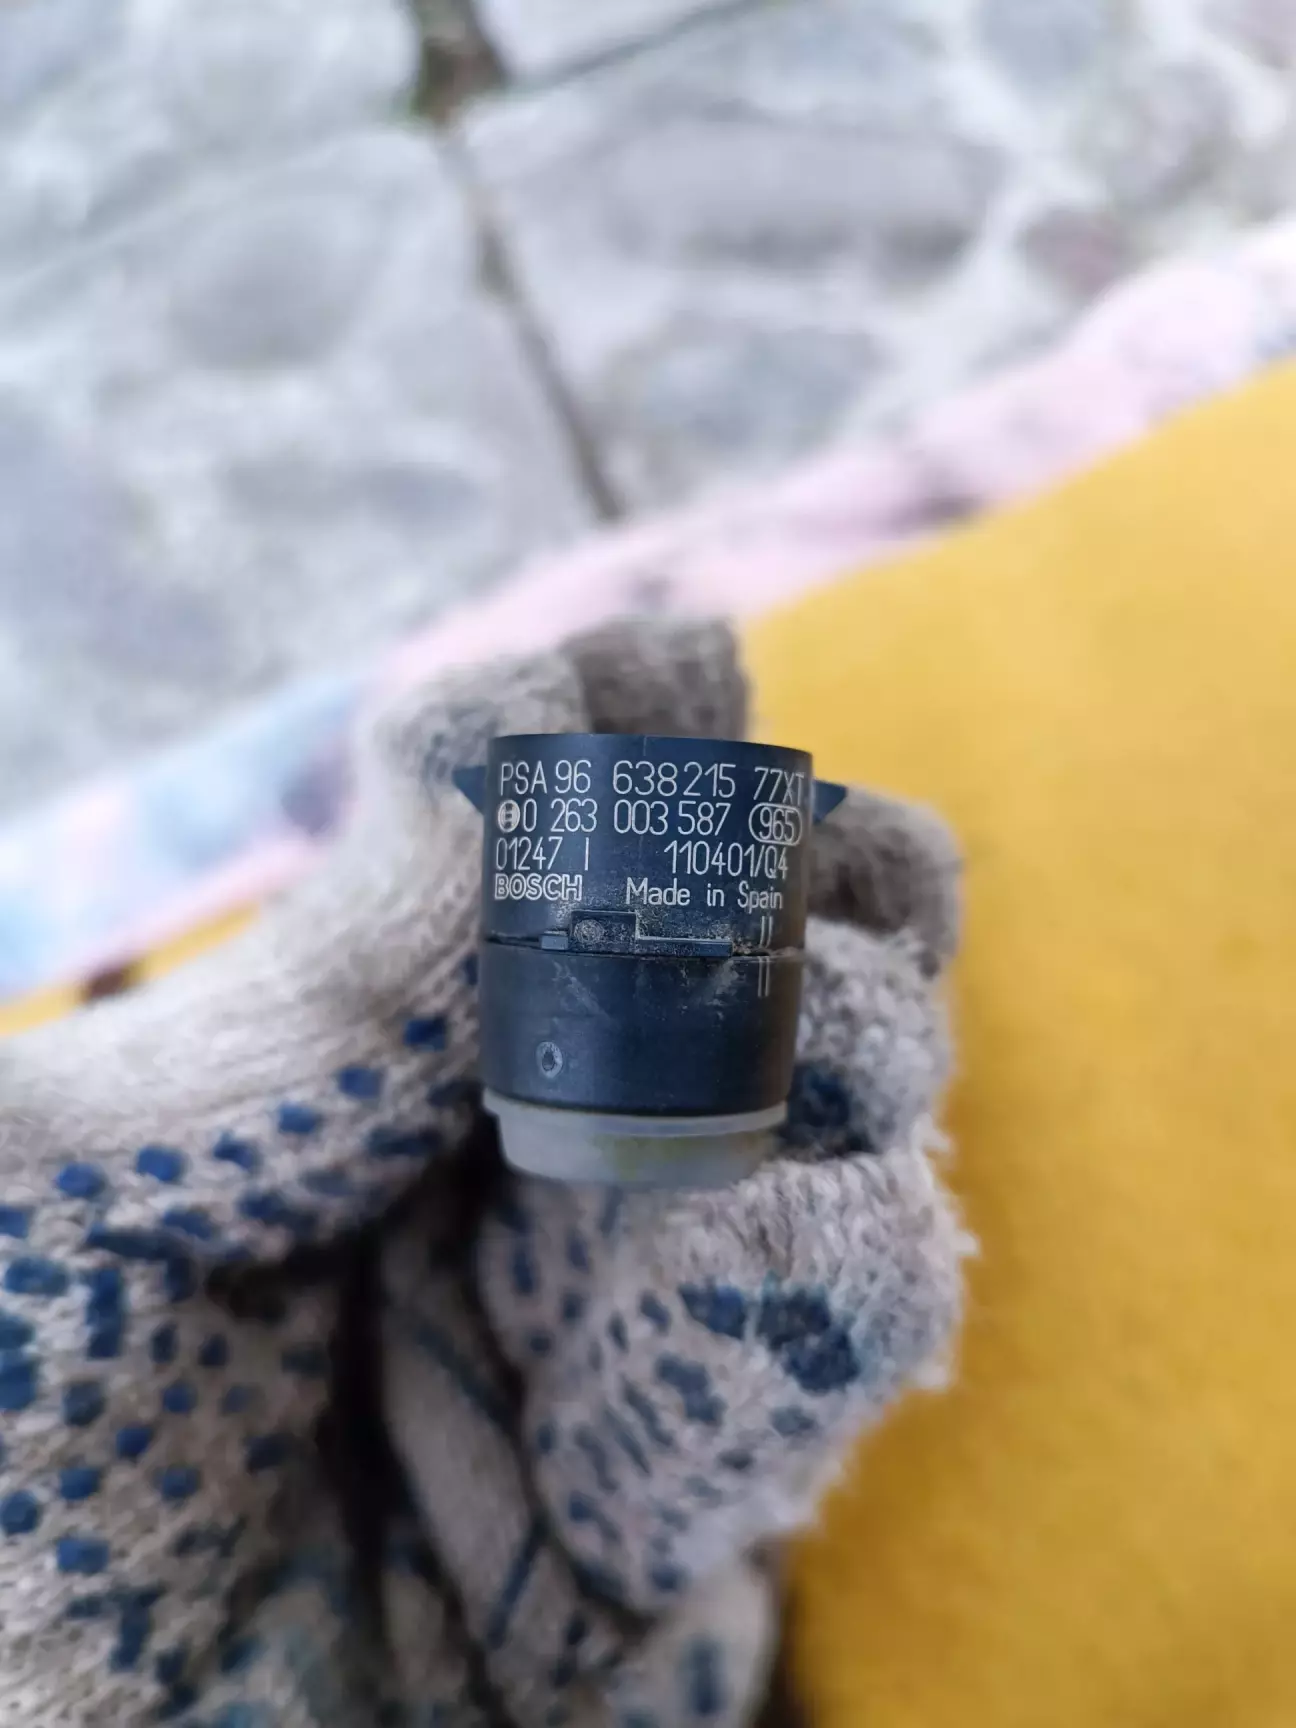 PSA 96 638215 77XT
0 263 003 587 965
01247 I 110401/Q4
BOSCH Made in Spain